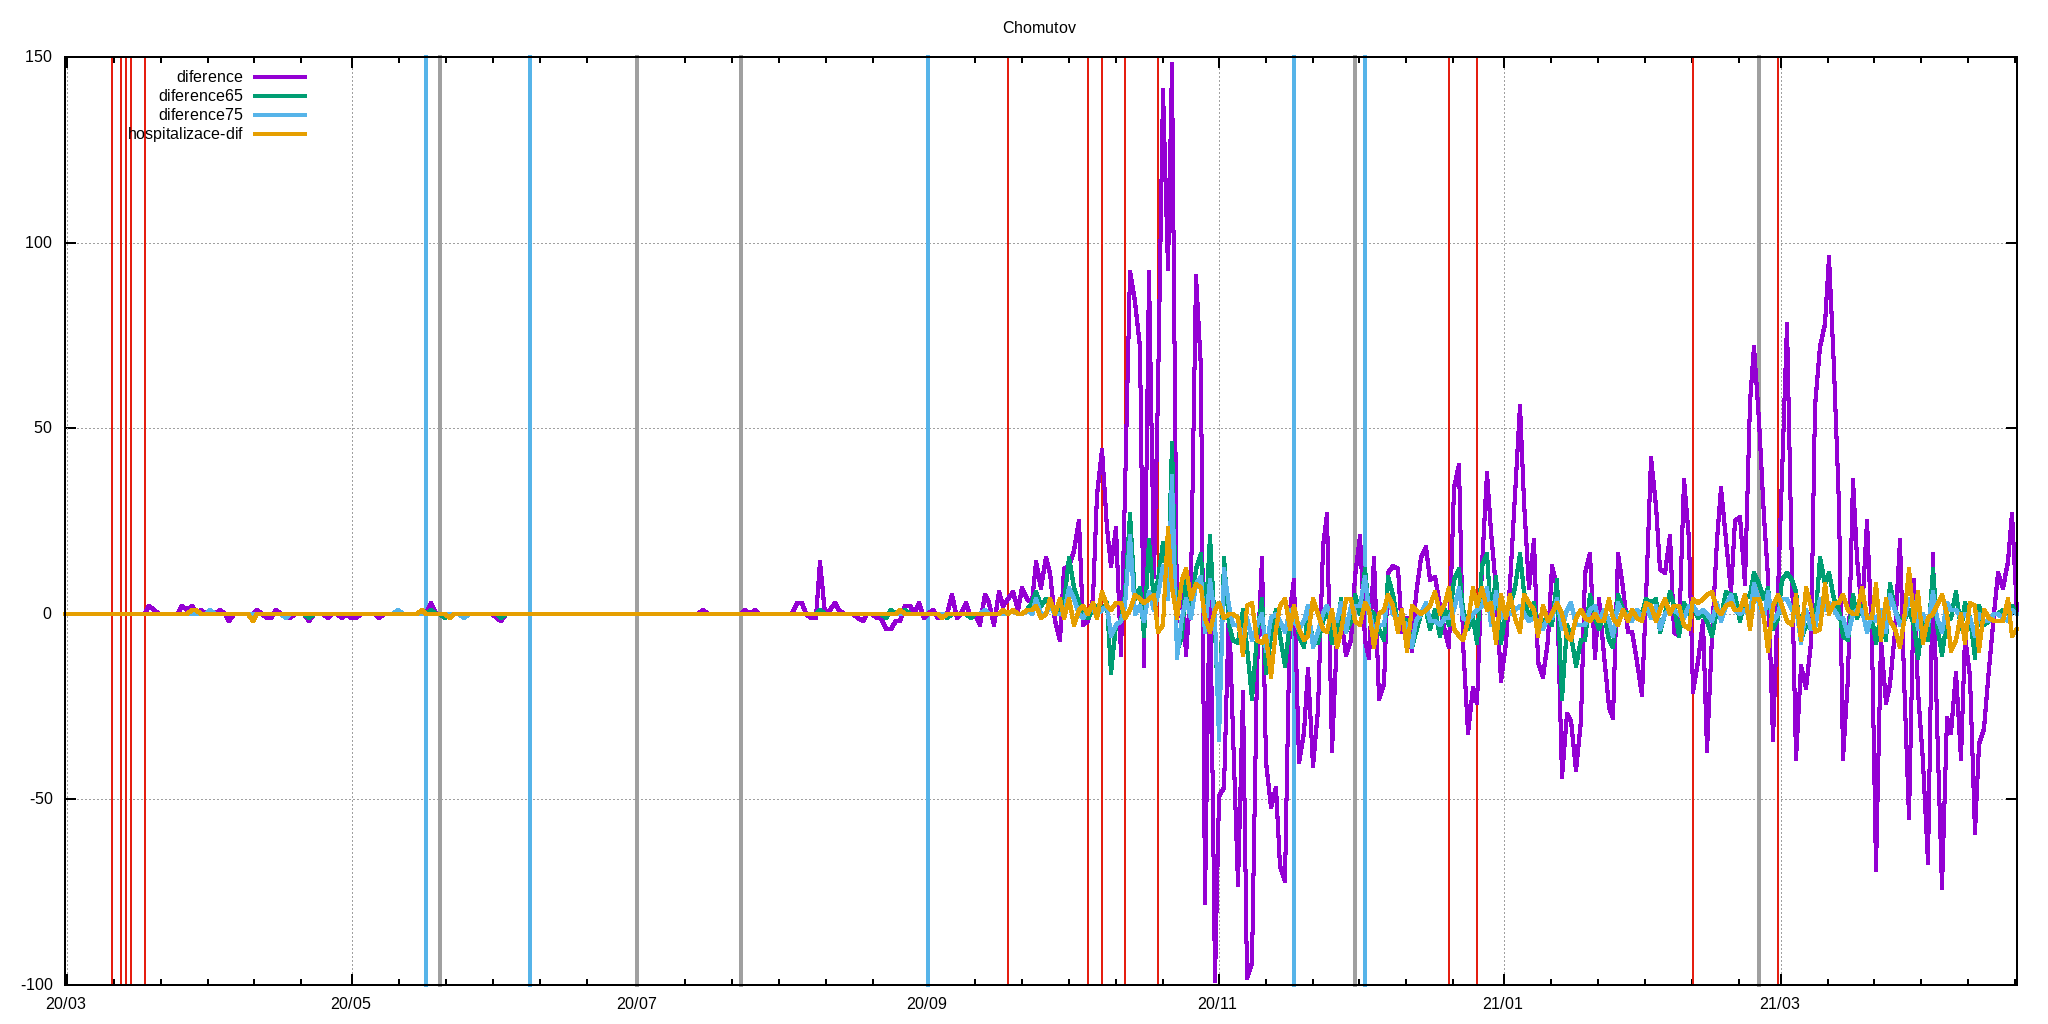 Chomutov
150
100
50
0
-50
-100
diference
diference65
diference75
hospitalizace-dif
20/03 20/05 20/07 20/09 20/11 21/01 21/03